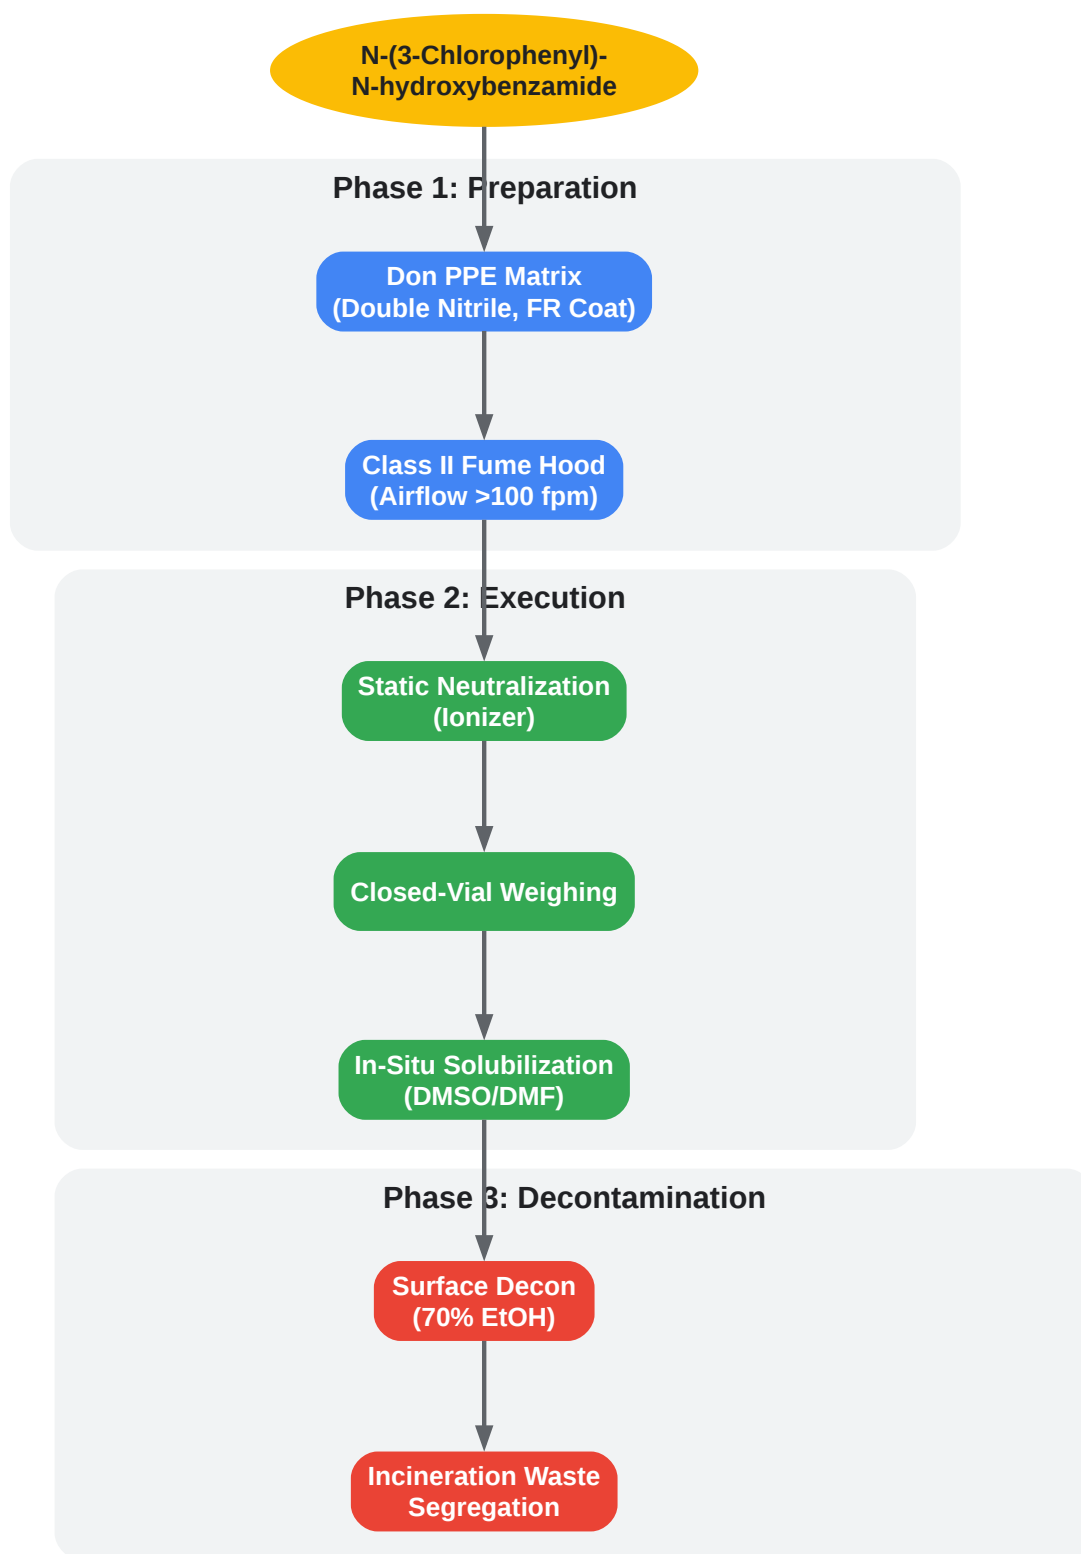 N-(3-Chlorophenyl)-
N-hydroxybenzamide
Phase 1: Preparation
Don PPE Matrix
(Double Nitrile, FR Coat)
Class II Fume Hood
(Airflow >100 fpm)
Phase 2: Execution
Static Neutralization
(Ionizer)
Closed-Vial Weighing
In-Situ Solubilization
(DMSO/DMF)
Phase 3: Decontamination
Surface Decon
(70% EtOH)
Incineration Waste
Segregation